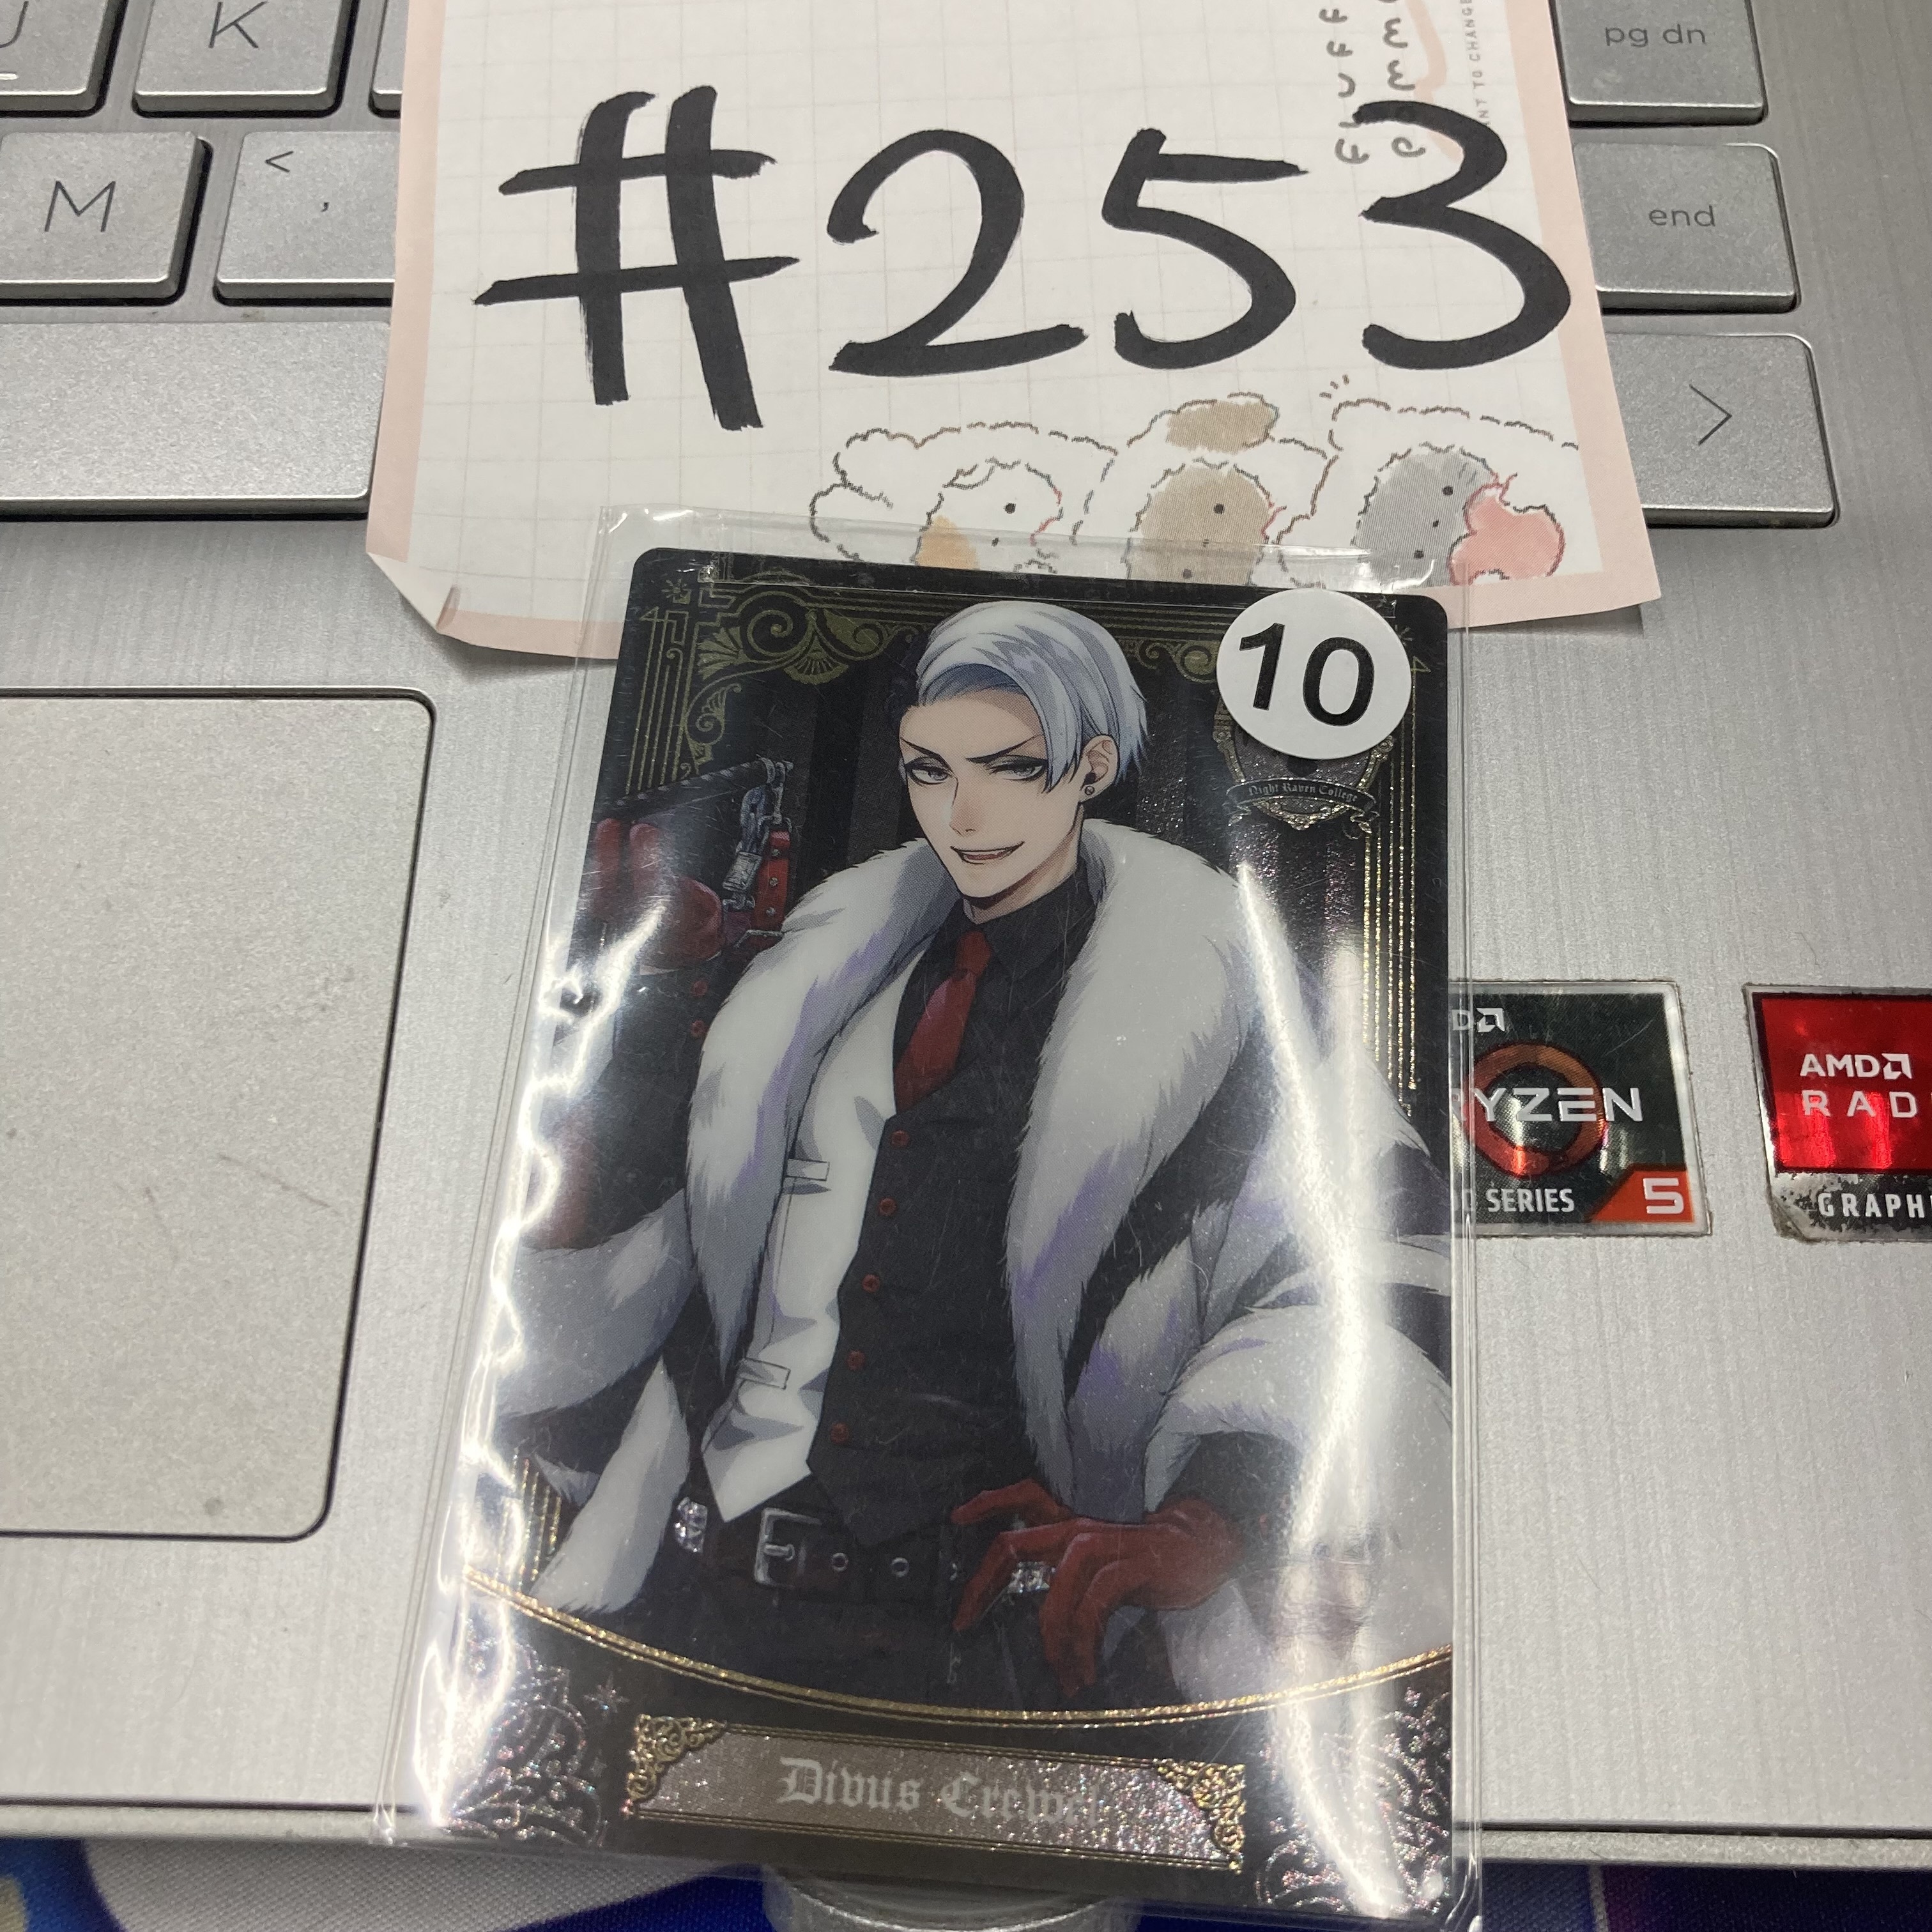 J
K
pg dn
#253
M
<
,
end
>
10
Night Raven College
AMD
RYZEN
SERIES
5
AMD
RAD
GRAPH
Divus Crewel